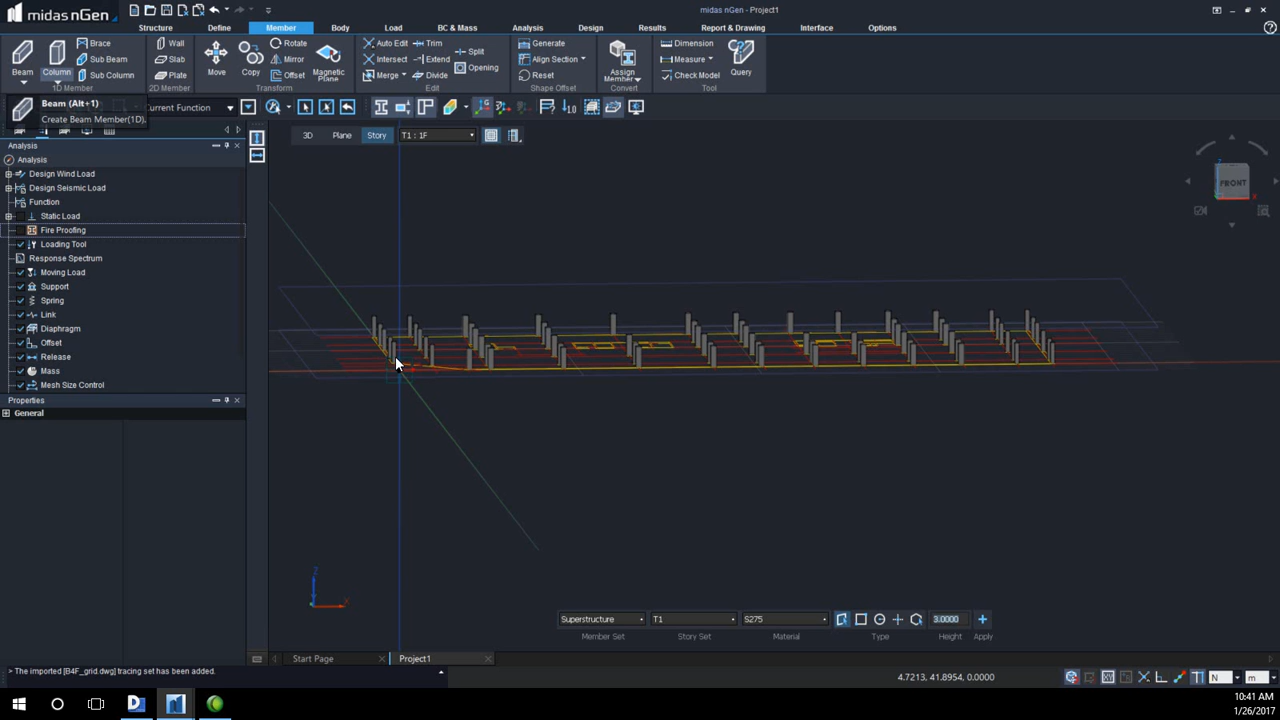 midas nGen
midas nGen - Project1
Structure Define Member Body Load BC & Mass Analysis Design Results Report & Drawing Interface Options
Beam Column Brace Sub Beam Sub Column
Wall Slab Plate
Move Copy Rotate Mirror Offset Magnetic Plane
Auto Edit Trim Intersect Extend Merge Divide Split Opening
Generate Align Section Reset
Assign Member
Dimension Measure Check Model Query
1D Member 2D Member Transform Edit Shape Offset Convert Tool
Beam (Alt+1)
Create Beam Member(1D).
Current Function
3D Plane Story T1 : 1F
Analysis
Analysis
Design Wind Load
Design Seismic Load
Function
Static Load
Fire Proofing
Loading Tool
Response Spectrum
Moving Load
Support
Spring
Link
Diaphragm
Offset
Release
Mass
Mesh Size Control
Properties
General
FRONT
Z
X
Z
X
Superstructure T1 S275 3.0000
Member Set Story Set Material Type Height Apply
Start Page Project1
> The imported [B4F_grid.dwg] tracing set has been added.
4.7213, 41.8954, 0.0000 N m
10:41 AM
1/26/2017